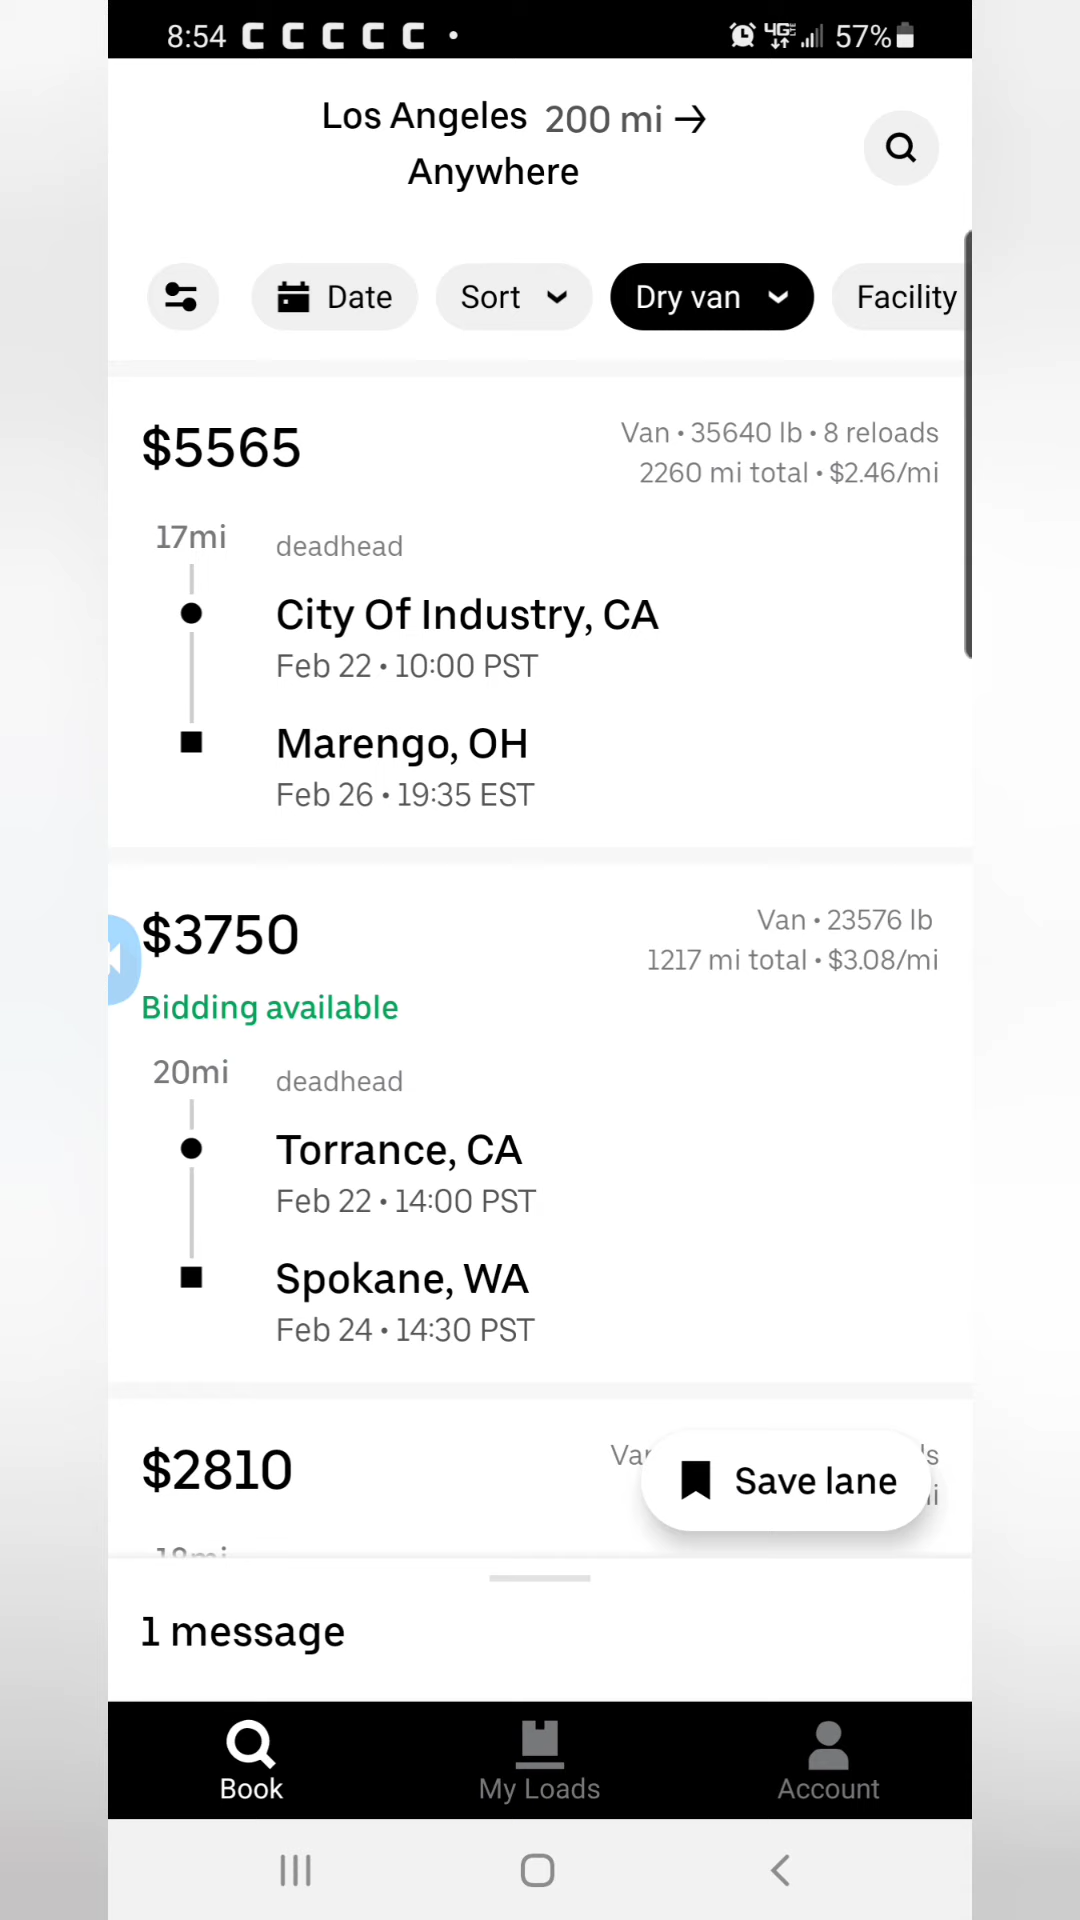 8:54 C C C C C • 4G LTE 57%
Los Angeles 200 mi →
Anywhere
Date Sort Dry van Facility
$5565 Van • 35640 lb • 8 reloads
2260 mi total • $2.46/mi
17mi deadhead
City Of Industry, CA
Feb 22 • 10:00 PST
Marengo, OH
Feb 26 • 19:35 EST
$3750 Van • 23576 lb
1217 mi total • $3.08/mi
Bidding available
20mi deadhead
Torrance, CA
Feb 22 • 14:00 PST
Spokane, WA
Feb 24 • 14:30 PST
$2810
Save lane
1 message
Book My Loads Account